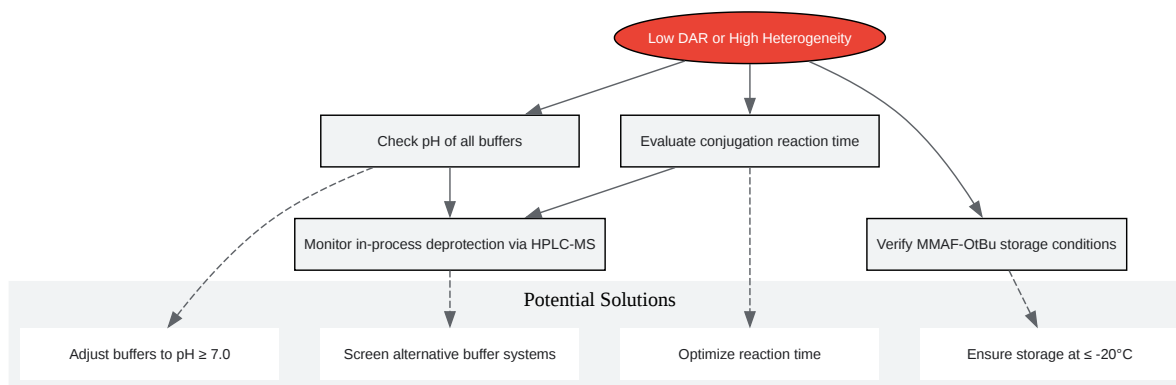 Low DAR or High Heterogeneity
Check pH of all buffers
Evaluate conjugation reaction time
Monitor in-process deprotection via HPLC-MS
Verify MMAF-OtBu storage conditions
Potential Solutions
Adjust buffers to pH ≥ 7.0
Screen alternative buffer systems
Optimize reaction time
Ensure storage at ≤ -20°C